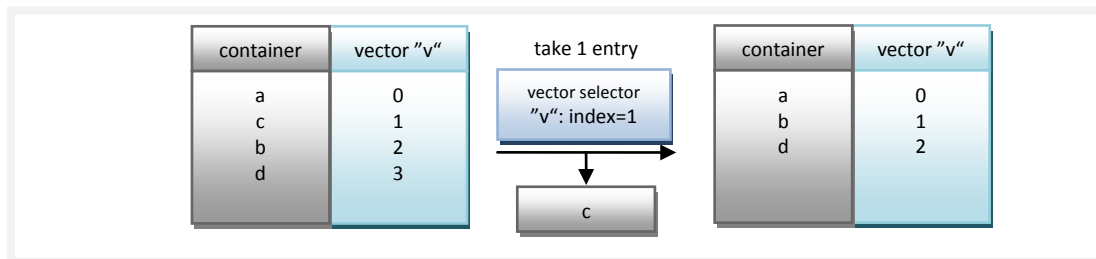 container vector ”v“
a 0
c 1
b 2
d 3
take 1 entry
vector selector
”v“: index=1
c
container vector ”v“
a 0
b 1
d 2